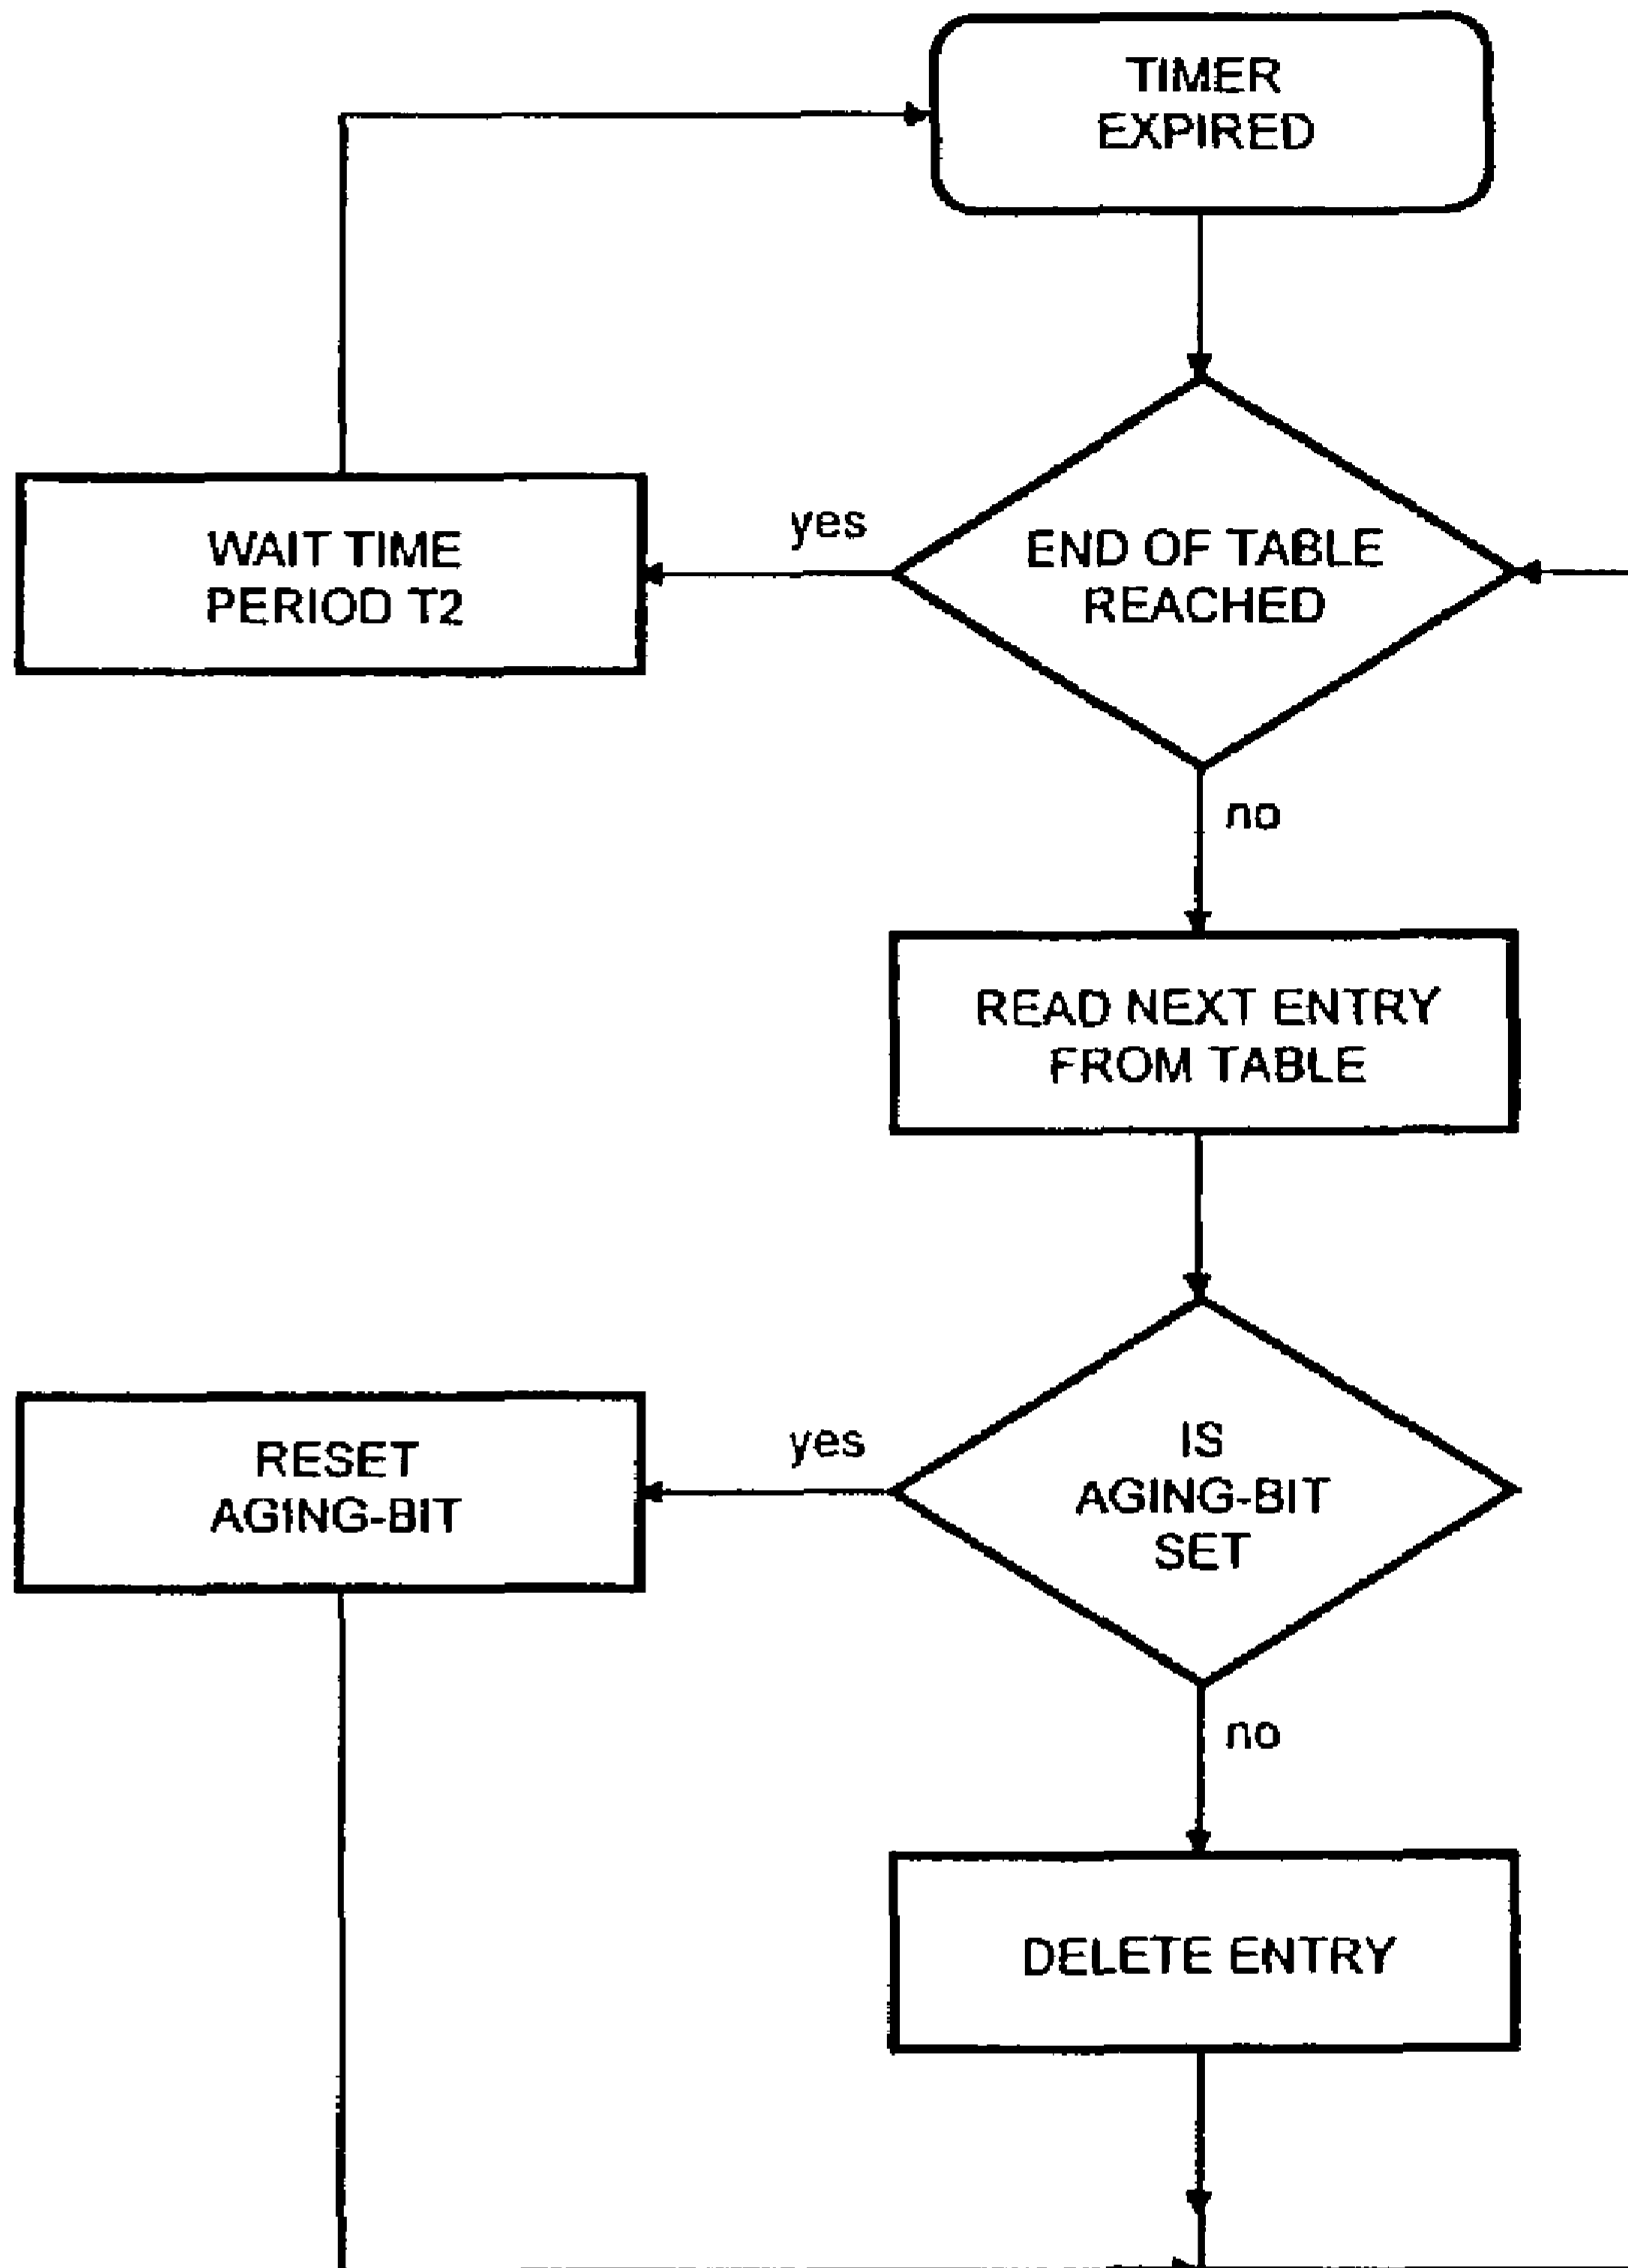 TIMER
EXPIRED
yes
WAIT TIME
PERIOD T2
END OF TABLE
REACHED
no
READ NEXT ENTRY
FROM TABLE
yes
RESET
AGING-BIT
IS
AGING-BIT
SET
no
DELETE ENTRY